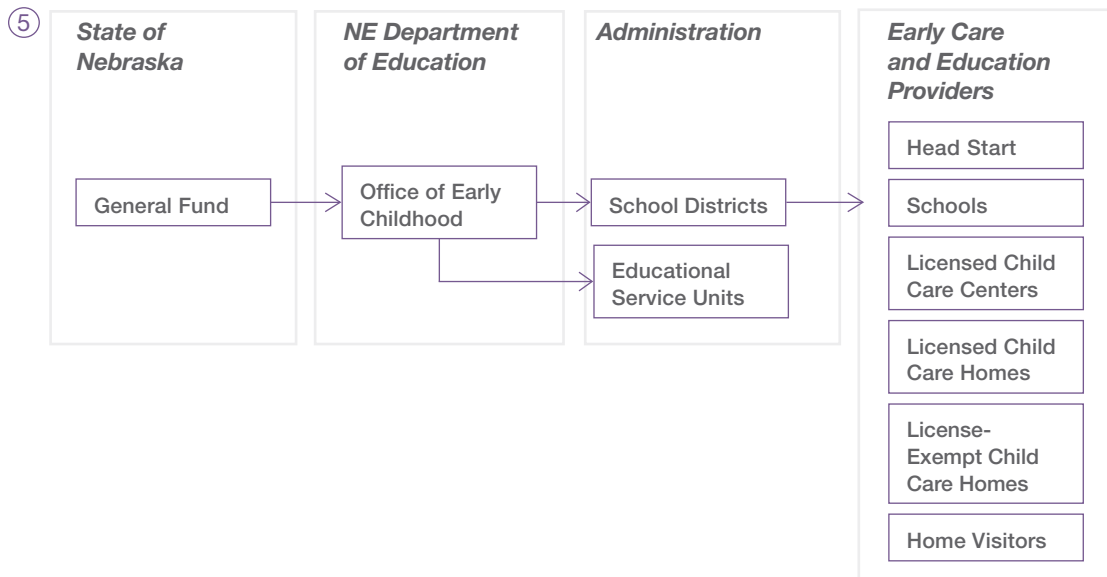 5
State of
Nebraska
NE Department
of Education
Administration
Early Care
and Education
Providers
General Fund
Office of Early
Childhood
School Districts
Educational
Service Units
Head Start
Schools
Licensed Child
Care Centers
Licensed Child
Care Homes
License-
Exempt Child
Care Homes
Home Visitors